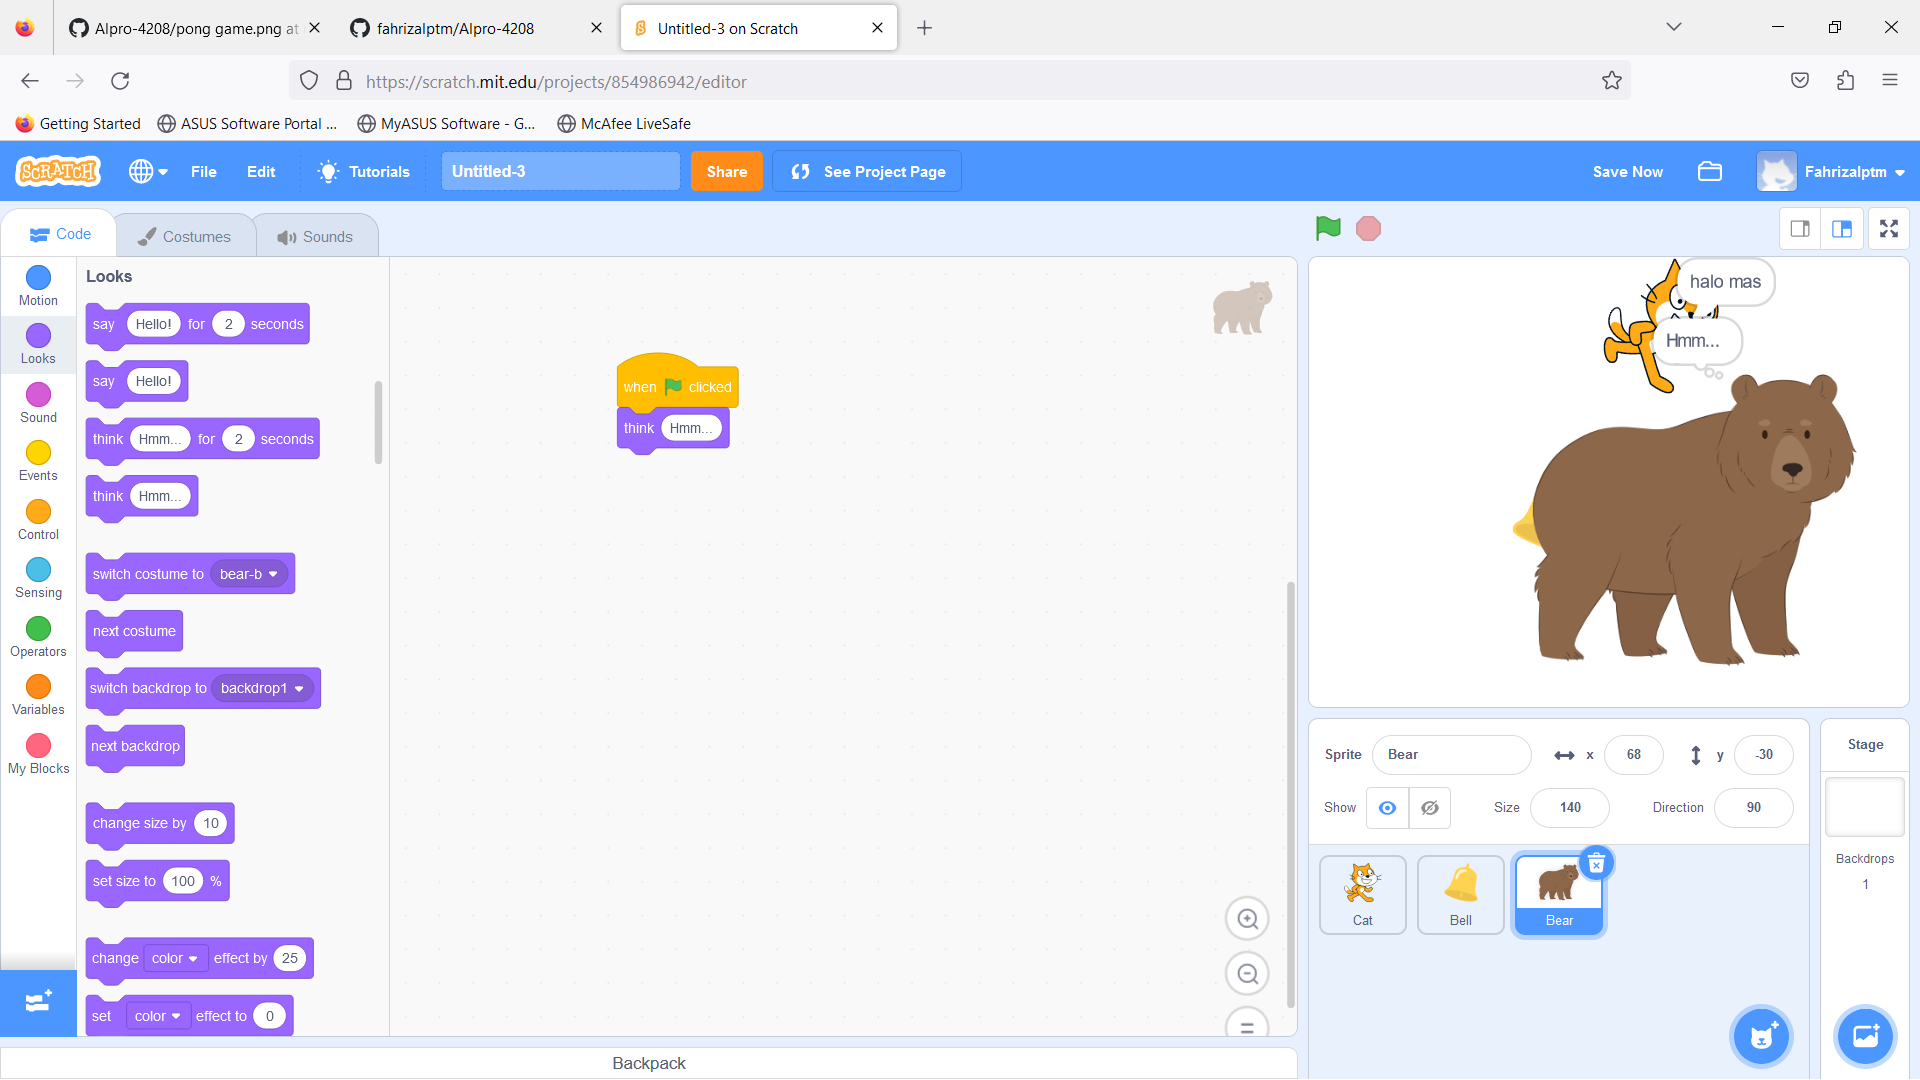 Alpro-4208/pong game.png at
fahrizalptm/Alpro-4208
Untitled-3 on Scratch
https://scratch.mit.edu/projects/854986942/editor
Getting Started
ASUS Software Portal ...
MyASUS Software - G...
McAfee LiveSafe
SCRATCH
File
Edit
Tutorials
Untitled-3
Share
See Project Page
Save Now
Fahrizalptm
Code
Costumes
Sounds
Motion
Looks
Sound
Events
Control
Sensing
Operators
Variables
My Blocks
Looks
say Hello! for 2 seconds
say Hello!
think Hmm... for 2 seconds
think Hmm...
switch costume to bear-b
next costume
switch backdrop to backdrop1
next backdrop
change size by 10
set size to 100 %
change color effect by 25
set color effect to 0
when clicked
think Hmm...
Backpack
halo mas
Hmm...
Sprite Bear x 68 y -30
Show Size 140 Direction 90
Cat
Bell
Bear
Stage
Backdrops
1